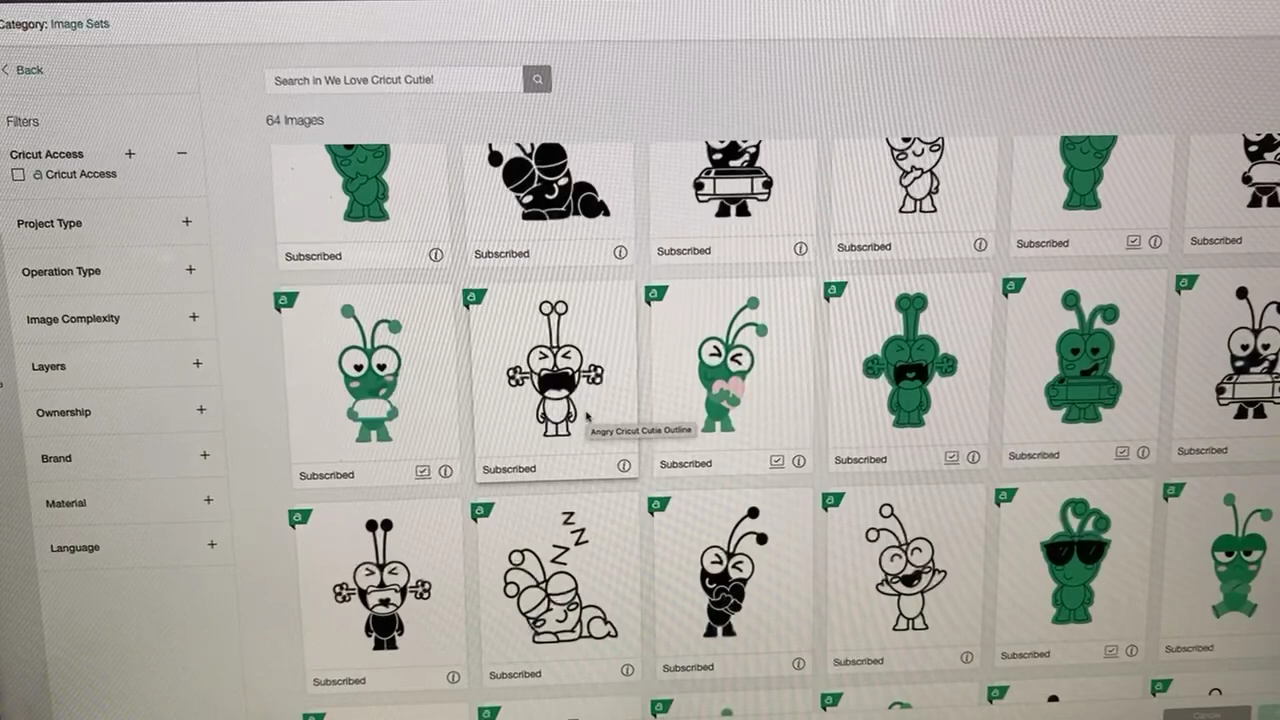 Category: Image Sets
Back
Search in We Love Cricut Cutie!
64 Images
Filters
Cricut Access + −
a Cricut Access
Project Type +
Operation Type +
Image Complexity +
Layers +
Ownership +
Brand +
Material +
Language +
Subscribed Subscribed Subscribed Subscribed Subscribed Subscribed
a a a a a a
Angry Cricut Cutie Outline
Subscribed Subscribed Subscribed Subscribed Subscribed Subscribed
a a a a a a
Z
Z
Z
Subscribed Subscribed Subscribed Subscribed Subscribed Subscribed
a a a a a a